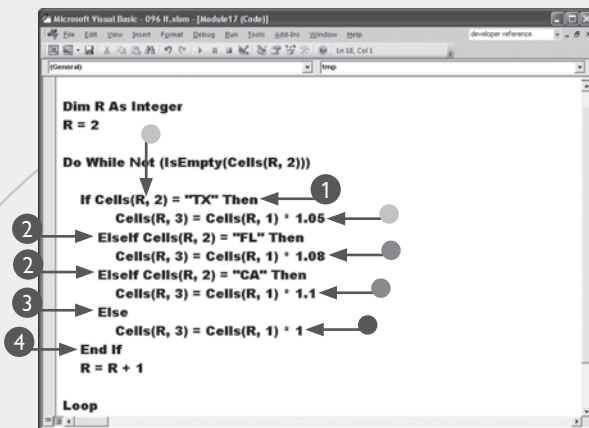 Microsoft Visual Basic - 096 If.xlsm - [Module17 (Code)]
File Edit View Insert Format Debug Run Tools Add-Ins Window Help developer reference
Ln 18, Col 1
(General) tmp
Dim R As Integer
R = 2
Do While Not (IsEmpty(Cells(R, 2)))
If Cells(R, 2) = "TX" Then 1
Cells(R, 3) = Cells(R, 1) * 1.05
2 ElseIf Cells(R, 2) = "FL" Then
Cells(R, 3) = Cells(R, 1) * 1.08
2 ElseIf Cells(R, 2) = "CA" Then
Cells(R, 3) = Cells(R, 1) * 1.1
3 Else
Cells(R, 3) = Cells(R, 1) * 1
4 End If
R = R + 1
Loop